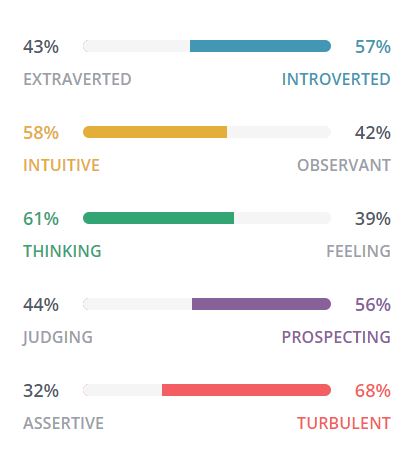 43% 57%
EXTRAVERTED INTROVERTED
58% 42%
INTUITIVE OBSERVANT
61% 39%
THINKING FEELING
44% 56%
JUDGING PROSPECTING
32% 68%
ASSERTIVE TURBULENT